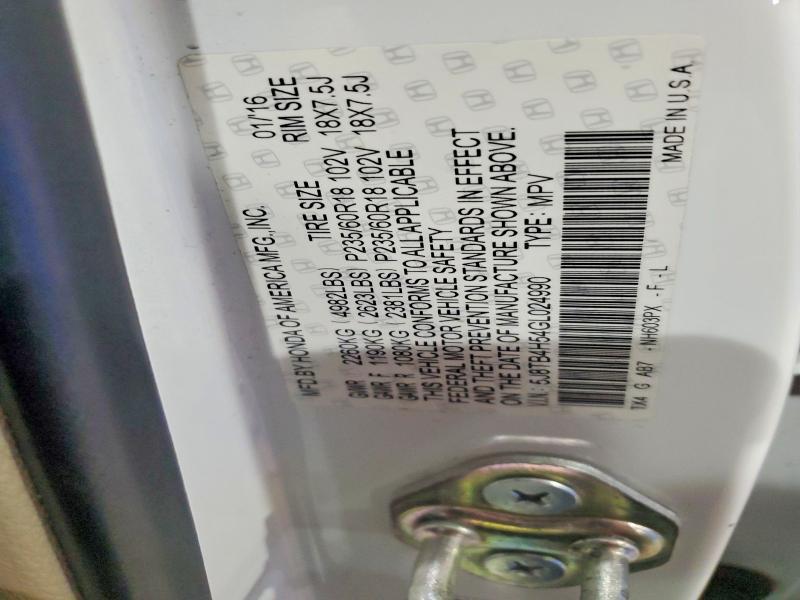 MFD.BY HONDA OF AMERICA MFG.,INC. 01/16
TIRE SIZE RIM SIZE
GVWR 2260KG (4982LBS)
GAWR F 1190KG (2623LBS) P235/60R18 102V 18X7.5J
GAWR R 1080KG (2381LBS) P235/60R18 102V 18X7.5J
THIS VEHICLE CONFORMS TO ALL APPLICABLE
FEDERAL MOTOR VEHICLE SAFETY
AND THEFT PREVENTION STANDARDS IN EFFECT
ON THE DATE OF MANUFACTURE SHOWN ABOVE.
V.I.N.: 5J8TB4H54GL024990 TYPE: MPV
TX4 G AB7 *NH603PX - F - L MADE IN U.S.A.